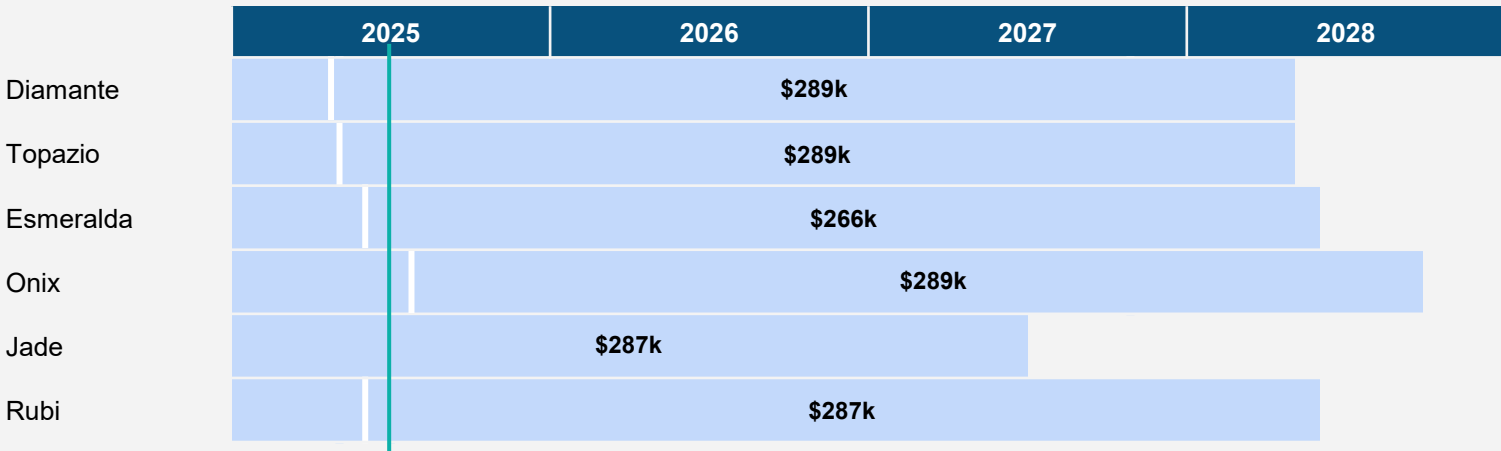 2025 2026 2027 2028
Diamante $289k
Topazio $289k
Esmeralda $266k
Onix $289k
Jade $287k
Rubi $287k